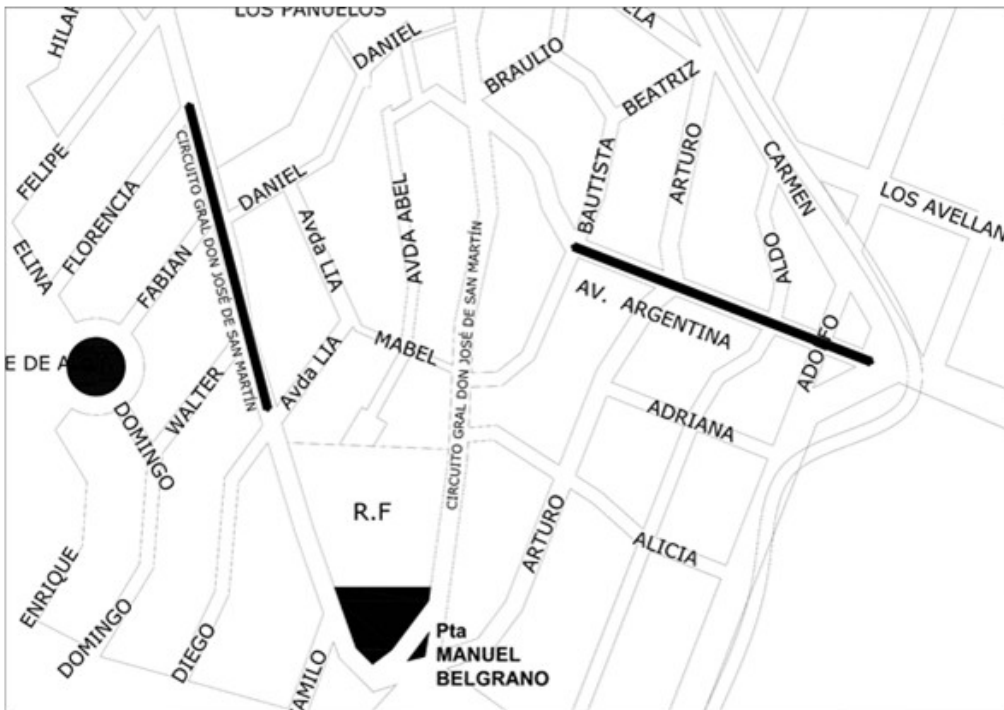 LOS PAÑUELOS
DANIEL
BRAULIO
BEATRIZ
FELIPE
FLORENCIA
CIRCUITO GRAL DON JOSÉ DE SAN MARTÍN
DANIEL
Avda LIA
AVDA ABEL
BAUTISTA
ARTURO
CARMEN
LOS AVELLAN
ELINA
FABIAN
ALDO
AV. ARGENTINA
CIRCUITO GRAL DON JOSÉ DE SAN MARTÍN
MABEL
Avda LIA
E DE
WALTER
DOMINGO
ADRIANA
R.F
ARTURO
ALICIA
ENRIQUE
DOMINGO
DIEGO
AMILO
Pta
MANUEL
BELGRANO